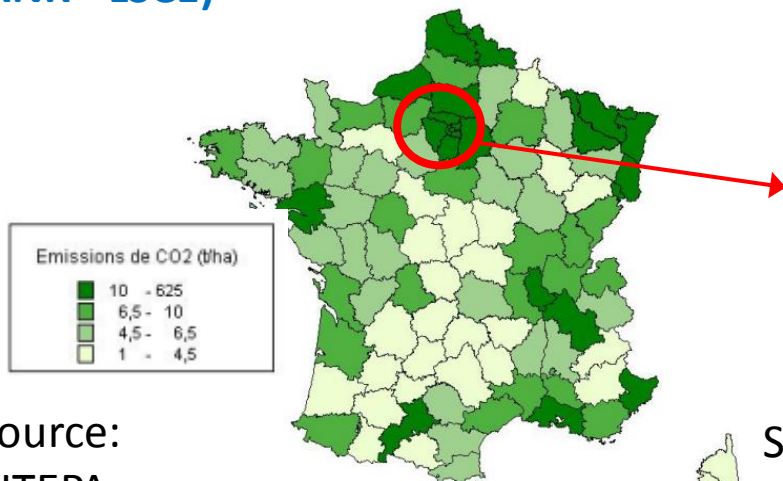 Emissions de CO2 (t/ha)
10 - 625
6,5 - 10
4,5 - 6,5
1 - 4,5
ource:
S